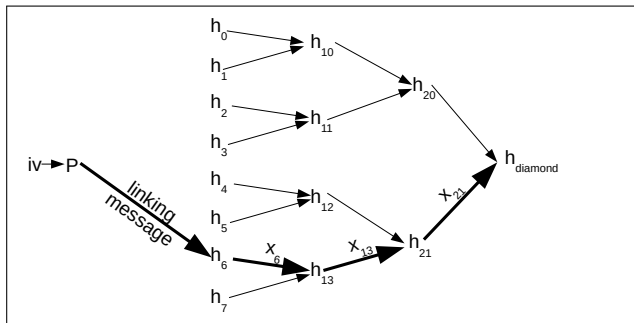 h0
h10
h1
h20
h2
h11
h3
hdiamond
iv P
linking message
h4
h12
h5
x21
h21
x13
h6
x6
h13
h7